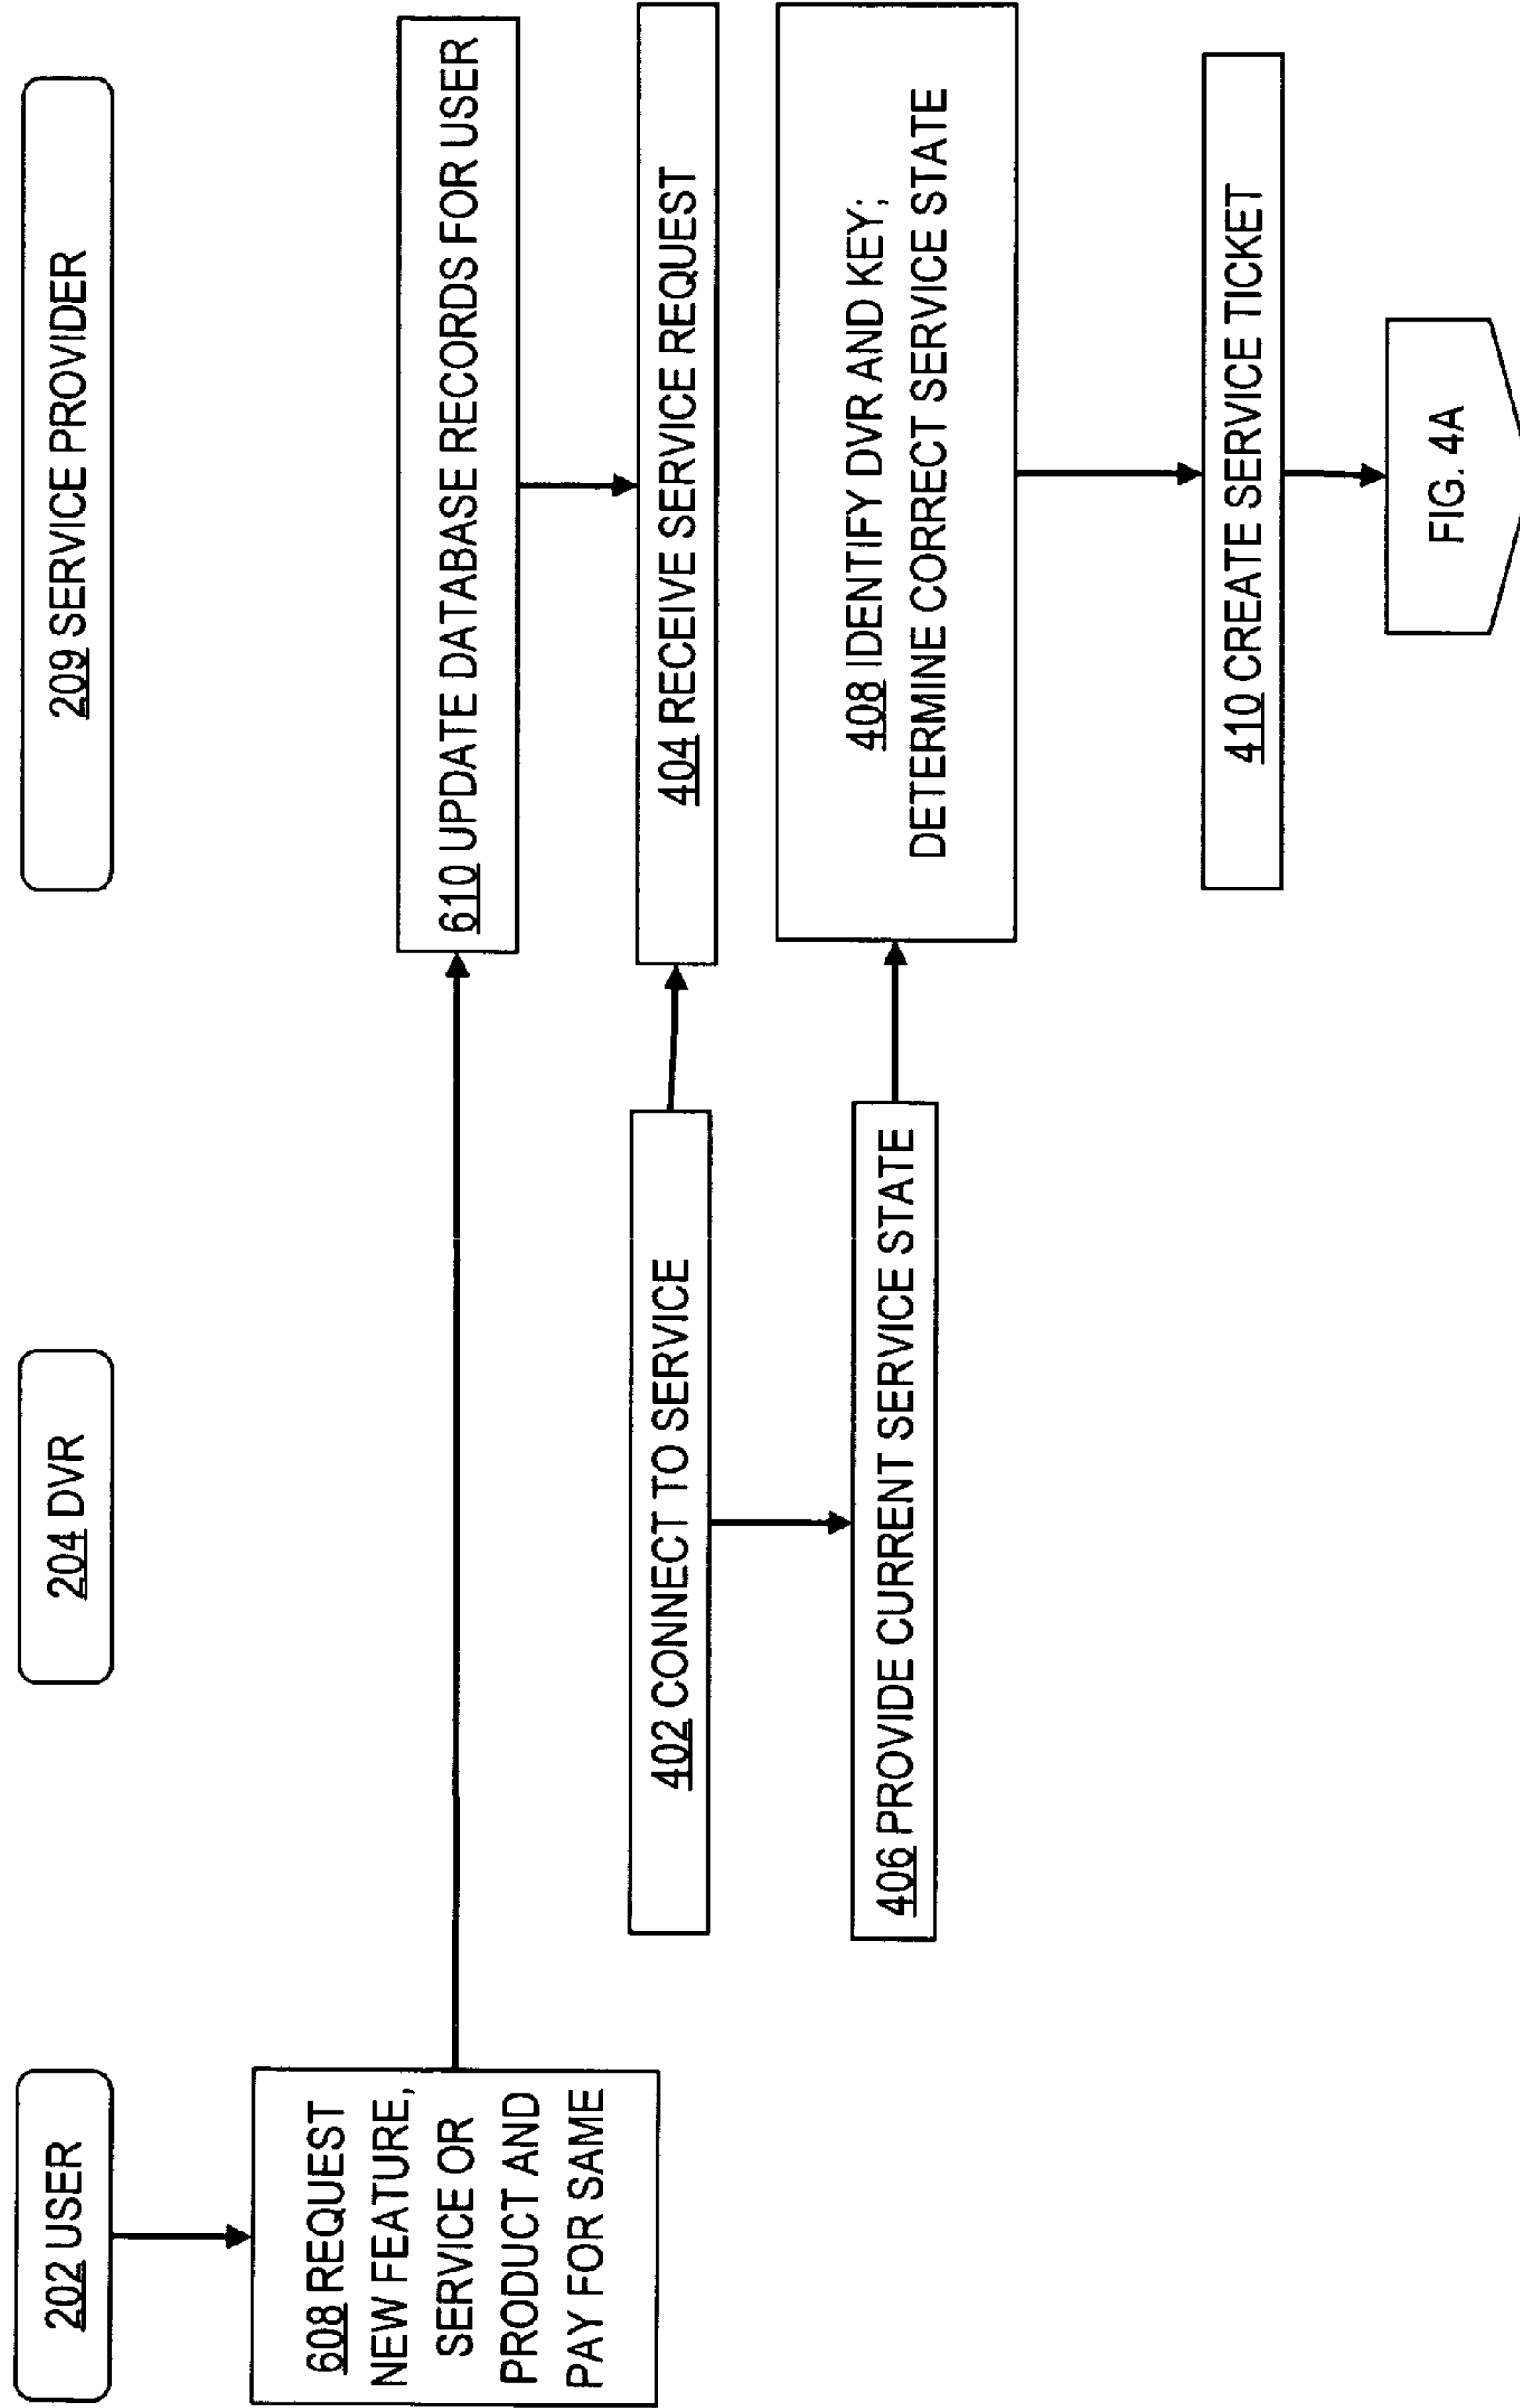 202 USER
204 DVR
209 SERVICE PROVIDER
608 REQUEST
NEW FEATURE,
SERVICE OR
PRODUCT AND
PAY FOR SAME
610 UPDATE DATABASE RECORDS FOR USER
402 CONNECT TO SERVICE
404 RECEIVE SERVICE REQUEST
406 PROVIDE CURRENT SERVICE STATE
408 IDENTIFY DVR AND KEY;
DETERMINE CORRECT SERVICE STATE
410 CREATE SERVICE TICKET
FIG. 4A